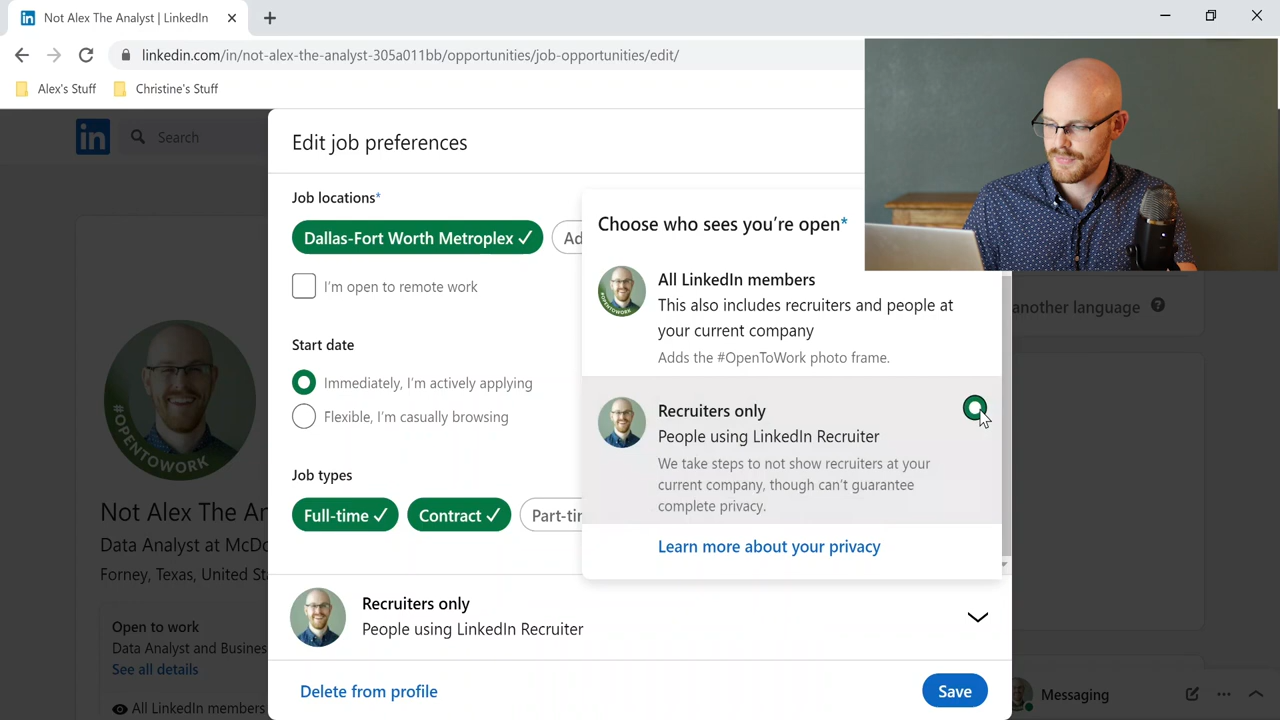 Not Alex The Analyst | LinkedIn
linkedin.com/in/not-alex-the-analyst-305a011bb/opportunities/job-opportunities/edit/
Alex's Stuff
Christine's Stuff
in
Search
Edit job preferences
Job locations*
Dallas-Fort Worth Metroplex ✓
Ad
I'm open to remote work
Start date
Immediately, I'm actively applying
Flexible, I'm casually browsing
Job types
Full-time ✓
Contract ✓
Part-tim
Choose who sees you're open*
All LinkedIn members
This also includes recruiters and people at
your current company
Adds the #OpenToWork photo frame.
Recruiters only
People using LinkedIn Recruiter
We take steps to not show recruiters at your
current company, though can't guarantee
complete privacy.
Learn more about your privacy
Recruiters only
People using LinkedIn Recruiter
Delete from profile
Save
#OPENTOWORK
Not Alex The An
Data Analyst at McDo
Forney, Texas, United Sta
Open to work
Data Analyst and Busines
See all details
All LinkedIn members
another language
Messaging